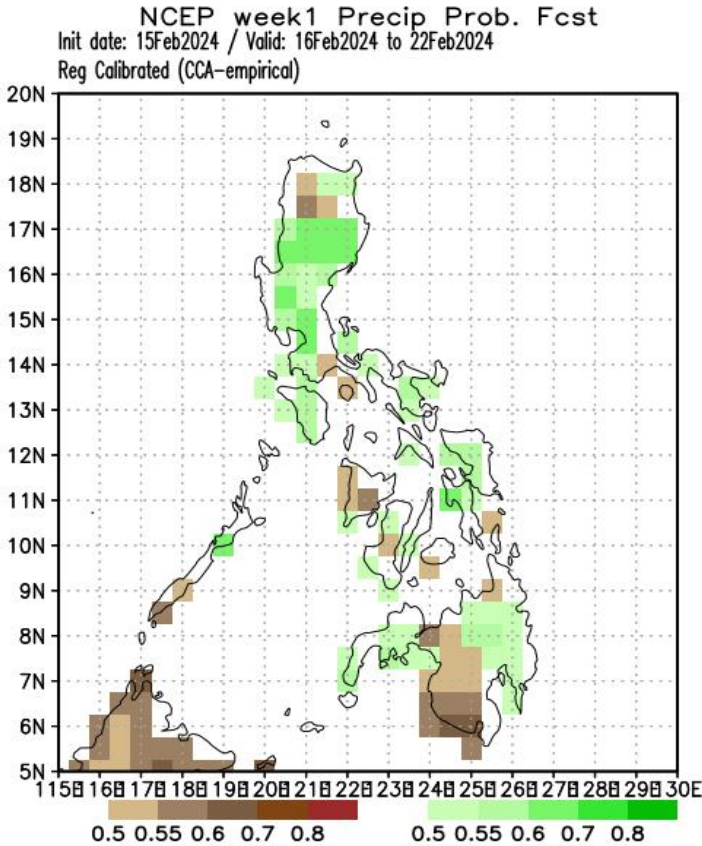 NCEP week1 Precip Prob. Fcst
Init date: 15Feb2024 / Valid: 16Feb2024 to 22Feb2024
Reg Calibrated (CCA-empirical)
20N
19N
18N
17N
16N
15N
14N
13N
12N
11N
10N
9N
8N
7N
6N
5N
115E 116E 117E 118E 119E 120E 121E 122E 123E 124E 125E 126E 127E 128E 129E 130E
0.5 0.55 0.6 0.7 0.8 0.5 0.55 0.6 0.7 0.8